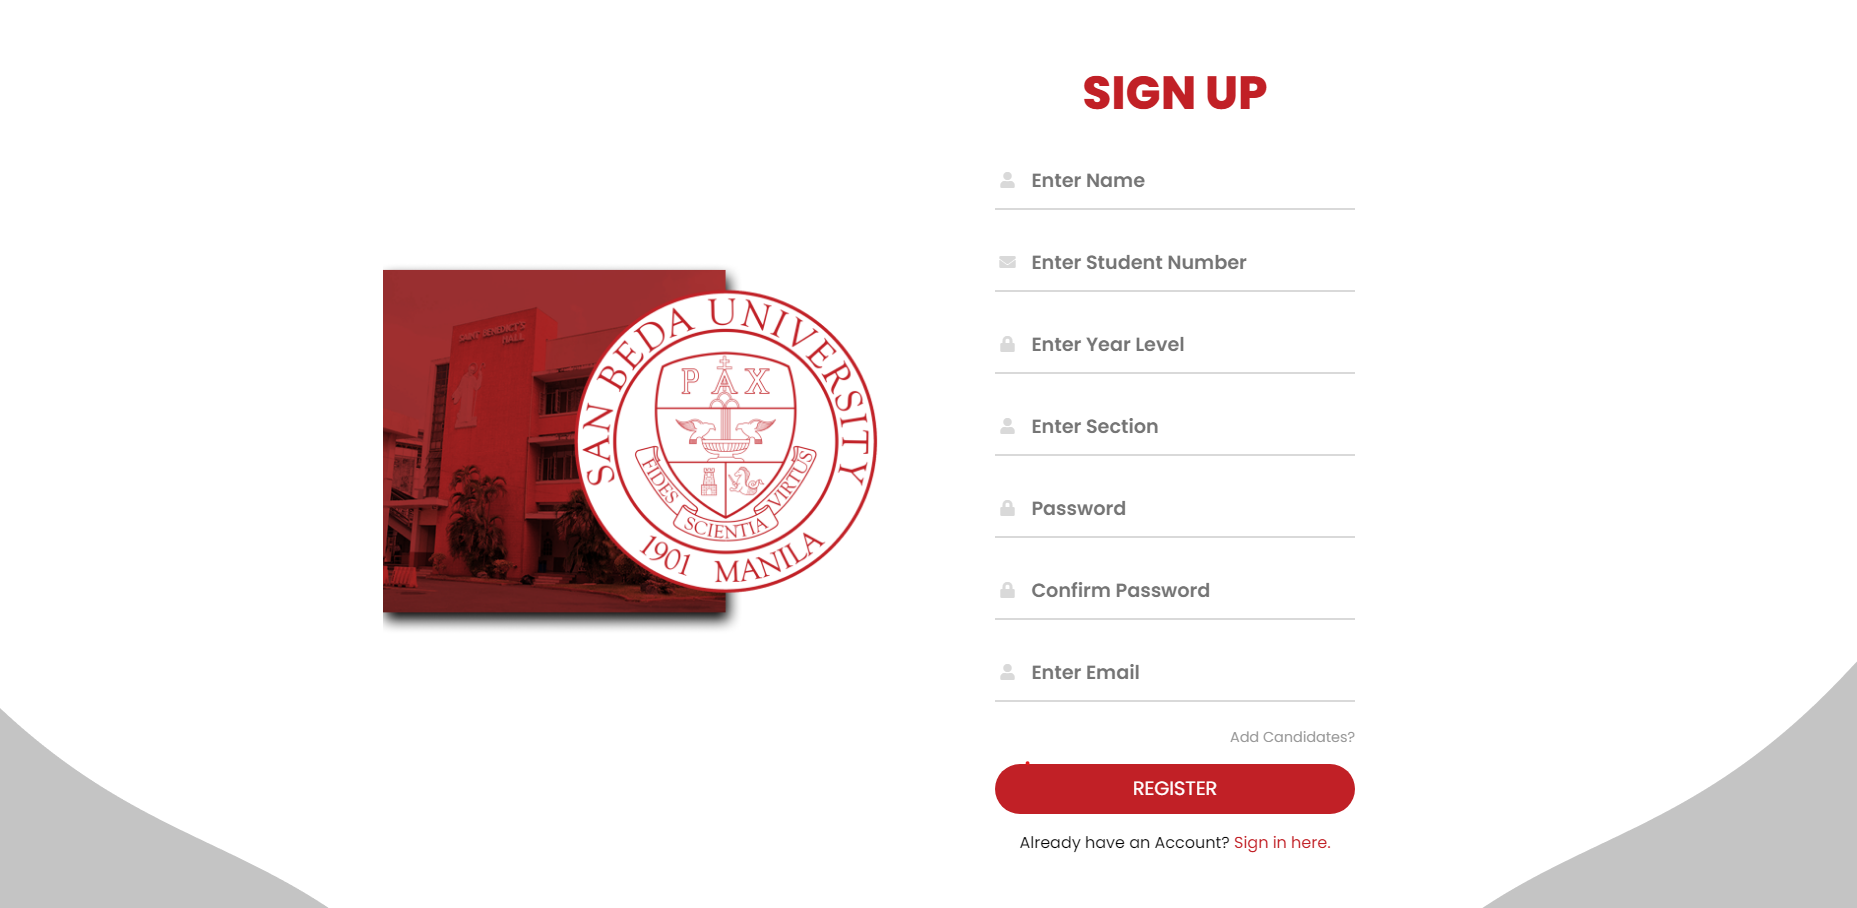 SIGN UP
Enter Name
Enter Student Number
Enter Year Level
Enter Section
Password
Confirm Password
Enter Email
Add Candidates?
REGISTER
Already have an Account? Sign in here.
SAINT BENEDICT'S
HALL
SAN BEDA UNIVERSITY
PAX
FIDES
SCIENTIA
VIRTUS
1901 MANILA